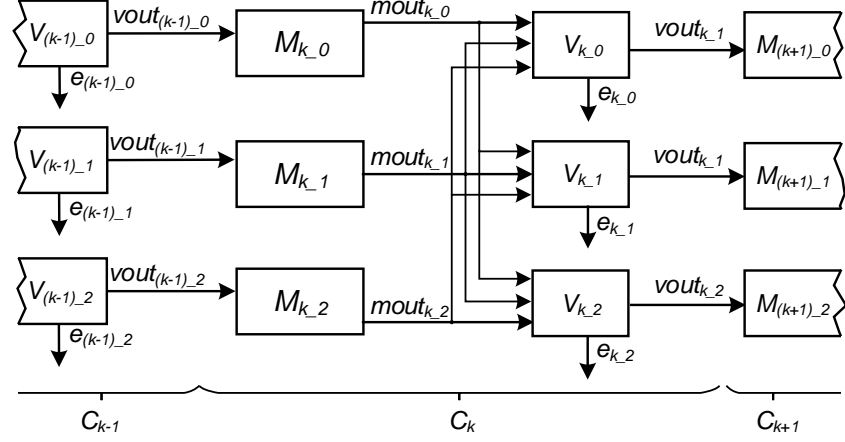 V(k-1)_0 vout(k-1)_0 M k_0 mout k_0 V k_0 vout k_1 M(k+1)_0
e(k-1)_0 e k_0
V(k-1)_1 vout(k-1)_1 M k_1 mout k_1 V k_1 vout k_1 M(k+1)_1
e(k-1)_1 e k_1
V(k-1)_2 vout(k-1)_2 M k_2 mout k_2 V k_2 vout k_2 M(k+1)_2
e(k-1)_2 e k_2
C k-1 C k C k+1